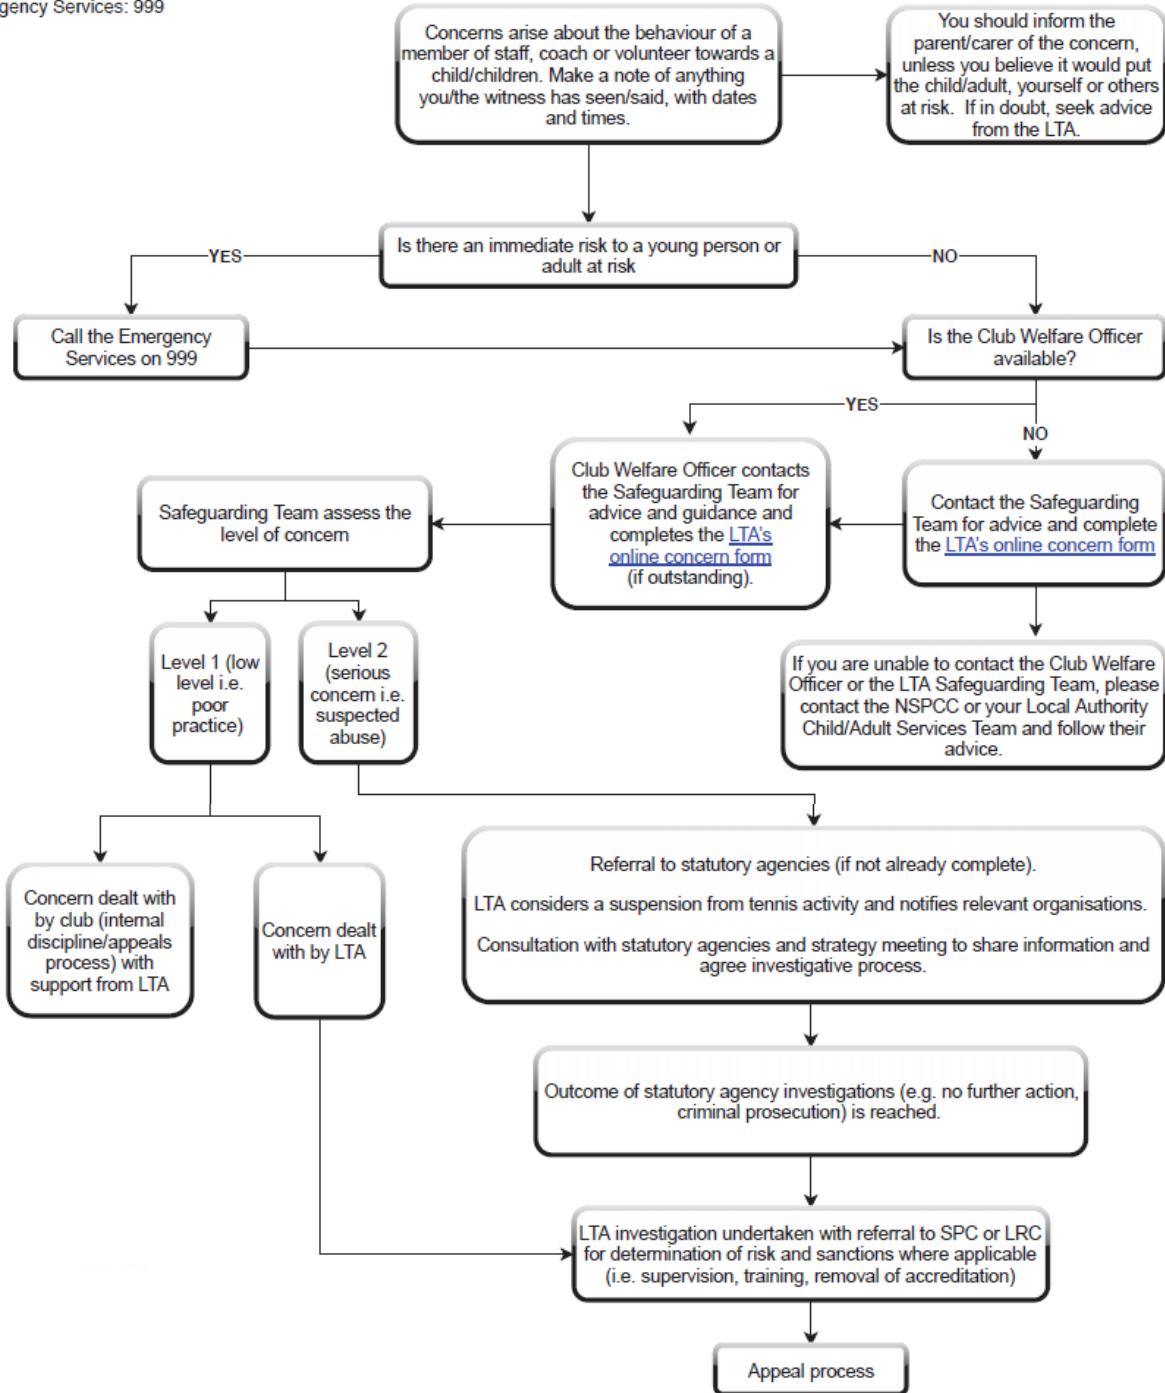 gency Services: 999
Concerns arise about the behaviour of a
member of staff, coach or volunteer towards a
child/children. Make a note of anything
you/the witness has seen/said, with dates
and times.
You should inform the
parent/carer of the concern,
unless you believe it would put
the child/adult, yourself or others
at risk. If in doubt, seek advice
from the LTA.
Is there an immediate risk to a young person or
adult at risk
YES
NO
Call the Emergency
Services on 999
Is the Club Welfare Officer
available?
YES
NO
Club Welfare Officer contacts
the Safeguarding Team for
advice and guidance and
completes the LTA's
online concern form
(if outstanding).
Contact the Safeguarding
Team for advice and complete
the LTA's online concern form
Safeguarding Team assess the
level of concern
Level 1 (low
level i.e.
poor
practice)
Level 2
(serious
concern i.e.
suspected
abuse)
If you are unable to contact the Club Welfare
Officer or the LTA Safeguarding Team, please
contact the NSPCC or your Local Authority
Child/Adult Services Team and follow their
advice.
Concern dealt with
by club (internal
discipline/appeals
process) with
support from LTA
Concern dealt
with by LTA
Referral to statutory agencies (if not already complete).
LTA considers a suspension from tennis activity and notifies relevant organisations.
Consultation with statutory agencies and strategy meeting to share information and
agree investigative process.
Outcome of statutory agency investigations (e.g. no further action,
criminal prosecution) is reached.
LTA investigation undertaken with referral to SPC or LRC
for determination of risk and sanctions where applicable
(i.e. supervision, training, removal of accreditation)
Appeal process